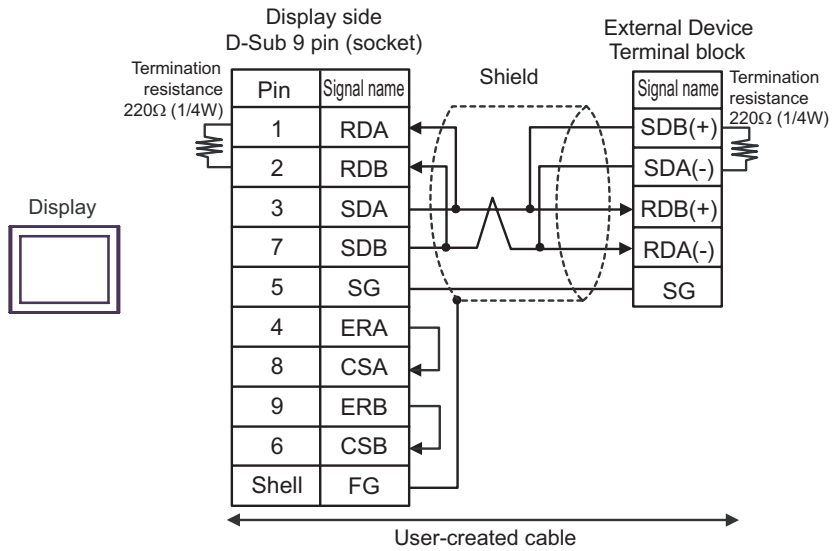 Display side
D-Sub 9 pin (socket)
External Device
Terminal block
Termination
resistance
220Ω (1/4W)
Shield
Termination
resistance
220Ω (1/4W)
Pin Signal name
1 RDA
2 RDB
3 SDA
7 SDB
5 SG
4 ERA
8 CSA
9 ERB
6 CSB
Shell FG
Signal name
SDB(+)
SDA(-)
RDB(+)
RDA(-)
SG
Display
User-created cable